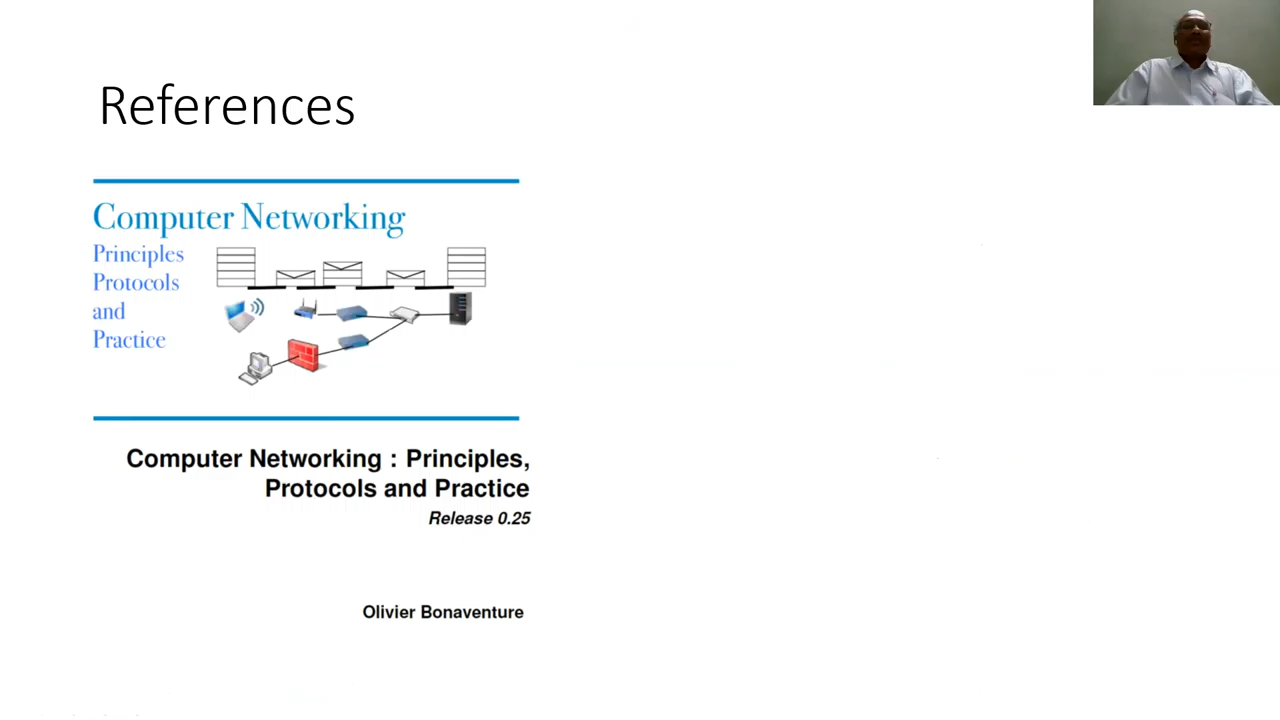 References
Computer Networking
Principles
Protocols
and
Practice
Computer Networking : Principles,
Protocols and Practice
Release 0.25
Olivier Bonaventure